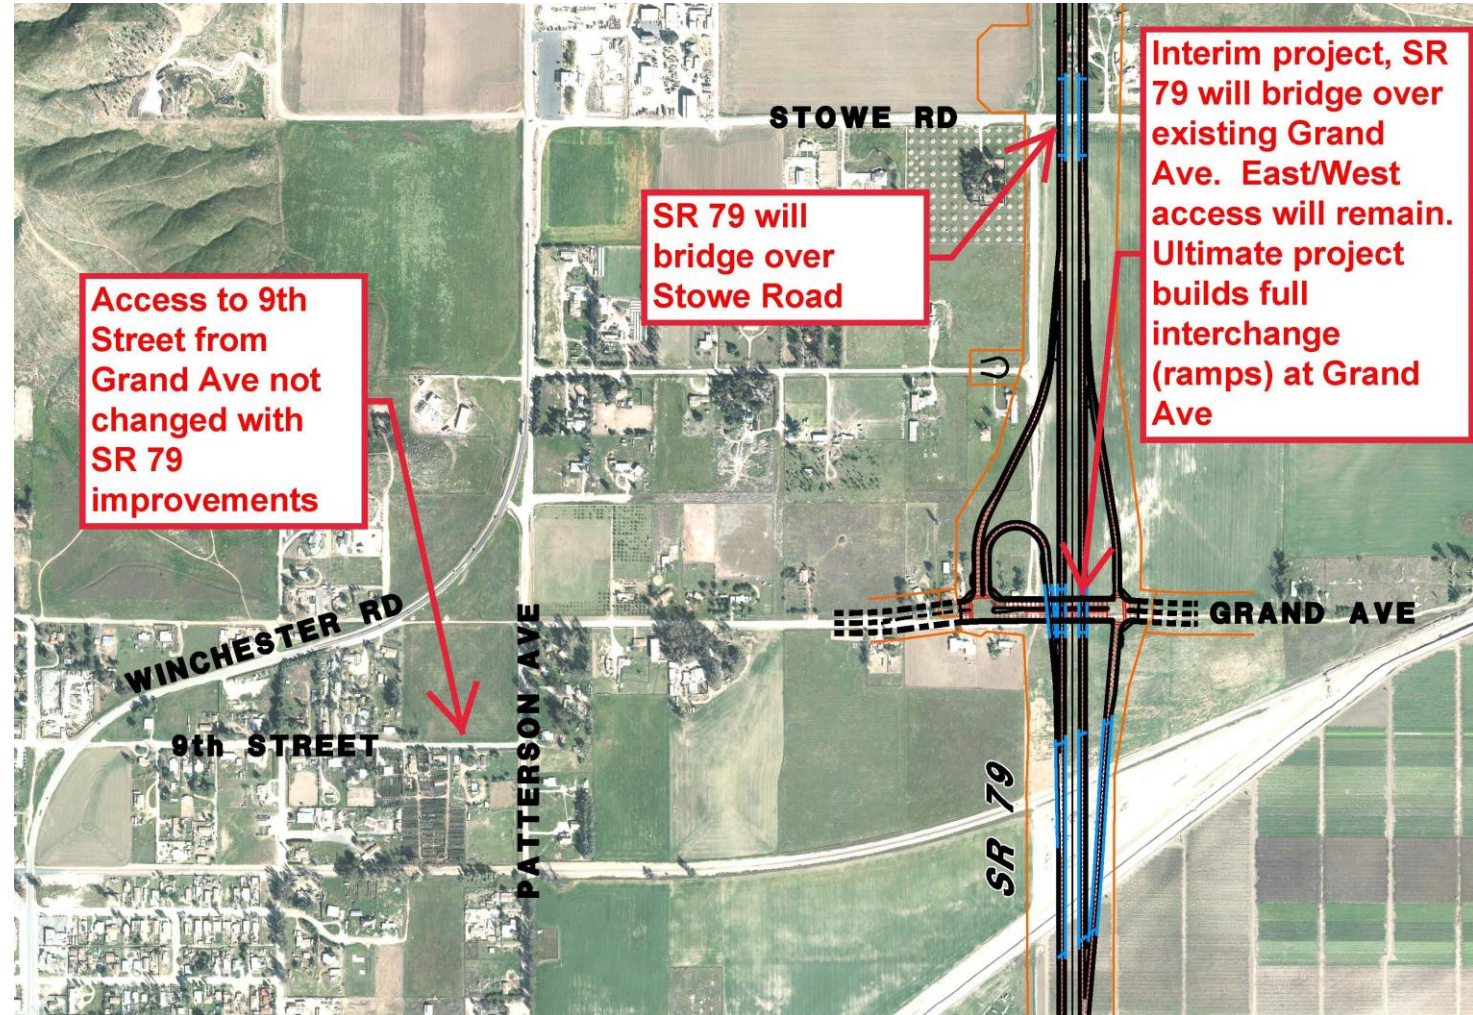 STOWE RD
Interim project, SR
79 will bridge over
existing Grand
Ave.  East/West
access will remain.
Ultimate project
builds full
interchange
(ramps) at Grand
Ave
SR 79 will
bridge over
Stowe Road
Access to 9th
Street from
Grand Ave not
changed with
SR 79
improvements
WINCHESTER RD
GRAND AVE
PATTERSON AVE
9th STREET
SR 79